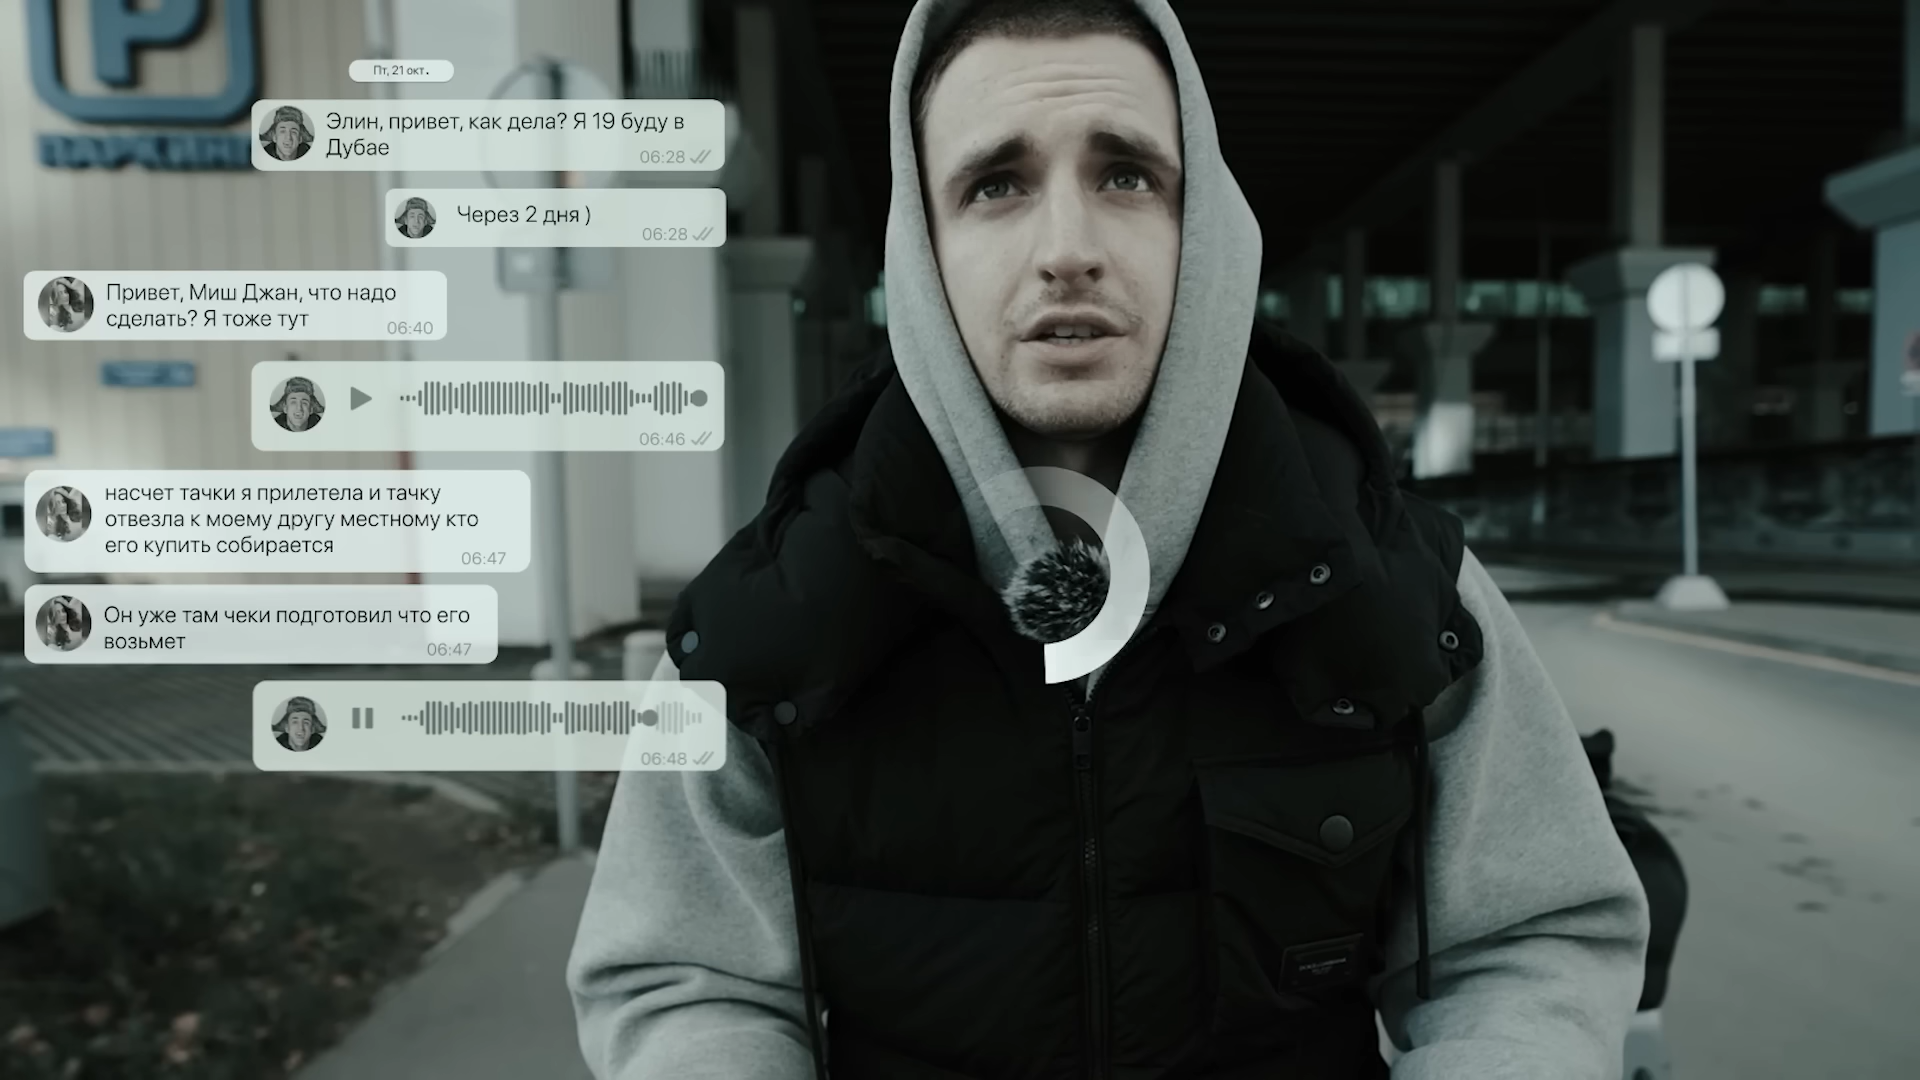 P
ПАРКИНГ
Пт, 21 окт.
Элин, привет, как дела? Я 19 буду в
Дубае
06:28
Через 2 дня )
06:28
Привет, Миш Джан, что надо
сделать? Я тоже тут
06:40
06:46
насчет тачки я прилетела и тачку
отвезла к моему другу местному кто
его купить собирается
06:47
Он уже там чеки подготовил что его
возьмет
06:47
06:48